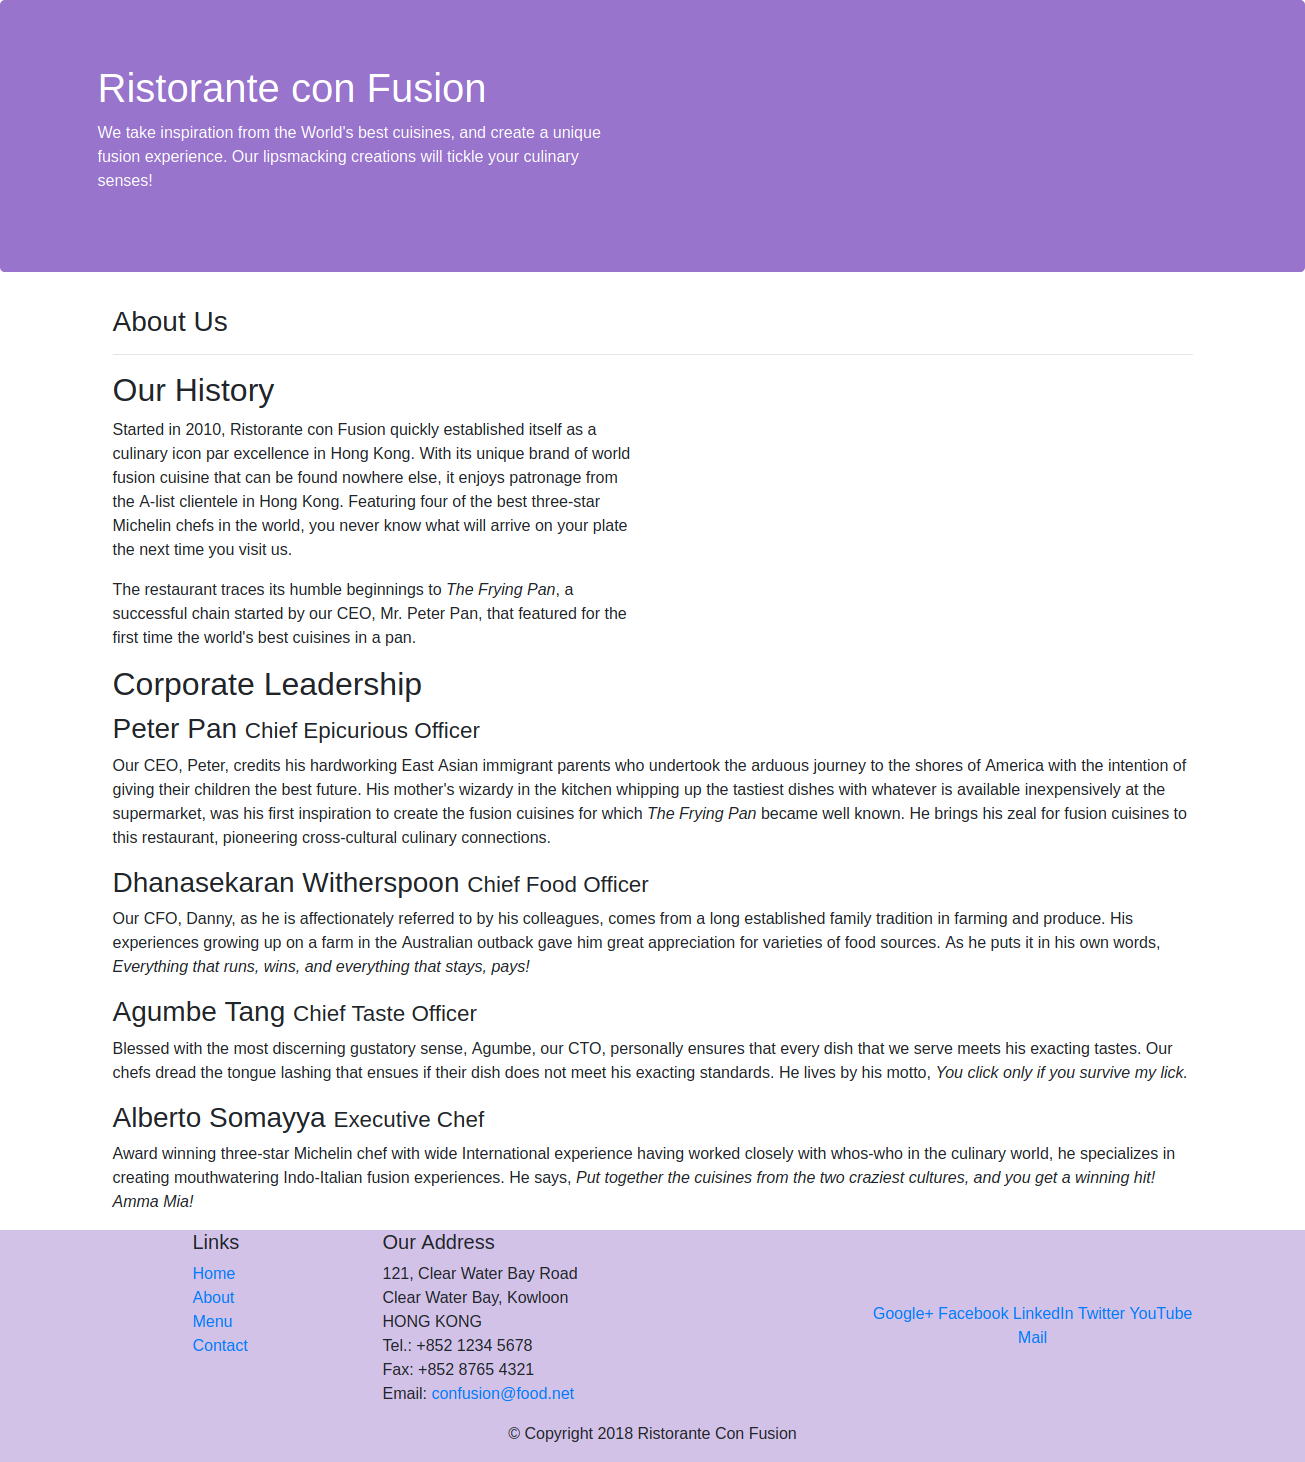 Ristorante con Fusion
We take inspiration from the World's best cuisines, and create a unique
fusion experience. Our lipsmacking creations will tickle your culinary
senses!
About Us
Our History
Started in 2010, Ristorante con Fusion quickly established itself as a
culinary icon par excellence in Hong Kong. With its unique brand of world
fusion cuisine that can be found nowhere else, it enjoys patronage from
the A-list clientele in Hong Kong. Featuring four of the best three-star
Michelin chefs in the world, you never know what will arrive on your plate
the next time you visit us.
The restaurant traces its humble beginnings to The Frying Pan, a
successful chain started by our CEO, Mr. Peter Pan, that featured for the
first time the world's best cuisines in a pan.
Corporate Leadership
Peter Pan Chief Epicurious Officer
Our CEO, Peter, credits his hardworking East Asian immigrant parents who undertook the arduous journey to the shores of America with the intention of
giving their children the best future. His mother's wizardy in the kitchen whipping up the tastiest dishes with whatever is available inexpensively at the
supermarket, was his first inspiration to create the fusion cuisines for which The Frying Pan became well known. He brings his zeal for fusion cuisines to
this restaurant, pioneering cross-cultural culinary connections.
Dhanasekaran Witherspoon Chief Food Officer
Our CFO, Danny, as he is affectionately referred to by his colleagues, comes from a long established family tradition in farming and produce. His
experiences growing up on a farm in the Australian outback gave him great appreciation for varieties of food sources. As he puts it in his own words,
Everything that runs, wins, and everything that stays, pays!
Agumbe Tang Chief Taste Officer
Blessed with the most discerning gustatory sense, Agumbe, our CTO, personally ensures that every dish that we serve meets his exacting tastes. Our
chefs dread the tongue lashing that ensues if their dish does not meet his exacting standards. He lives by his motto, You click only if you survive my lick.
Alberto Somayya Executive Chef
Award winning three-star Michelin chef with wide International experience having worked closely with whos-who in the culinary world, he specializes in
creating mouthwatering Indo-Italian fusion experiences. He says, Put together the cuisines from the two craziest cultures, and you get a winning hit!
Amma Mia!
Links
Home
About
Menu
Contact
Our Address
121, Clear Water Bay Road
Clear Water Bay, Kowloon
HONG KONG
Tel.: +852 1234 5678
Fax: +852 8765 4321
Email: confusion@food.net
Google+ Facebook LinkedIn Twitter YouTube
Mail
© Copyright 2018 Ristorante Con Fusion